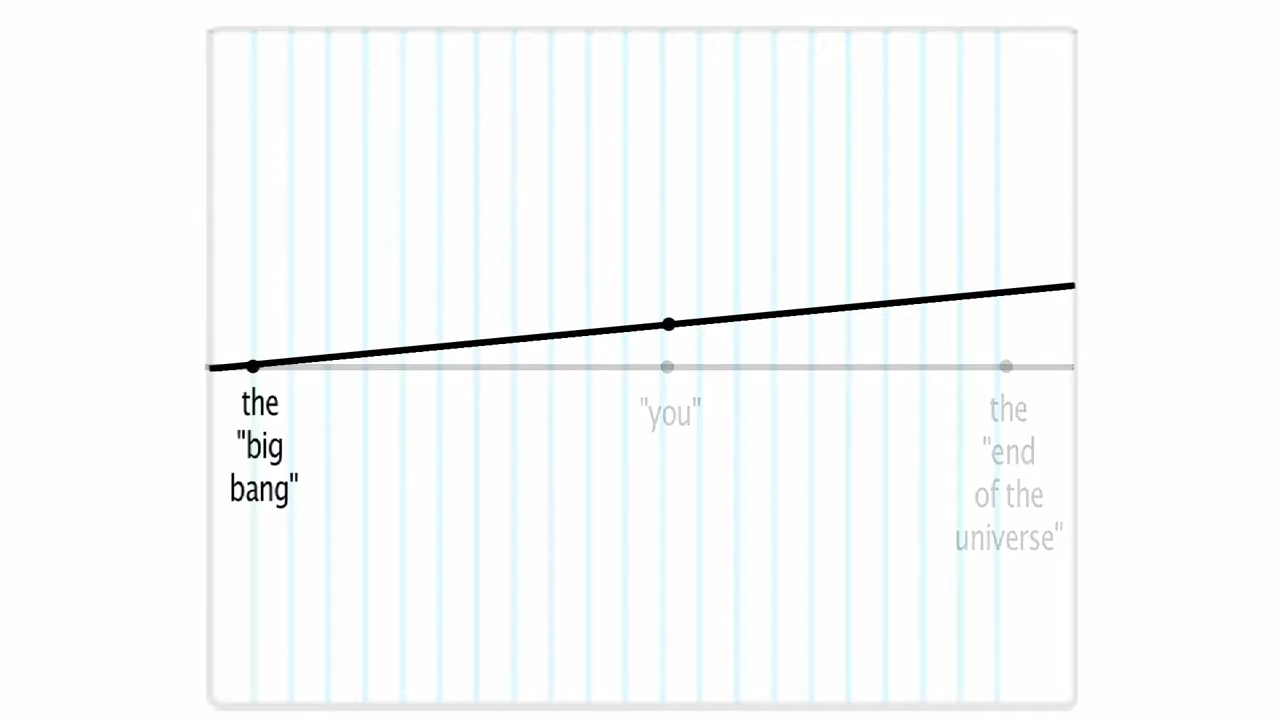 the
"big
bang"
"you"
the
"end
of the
universe"